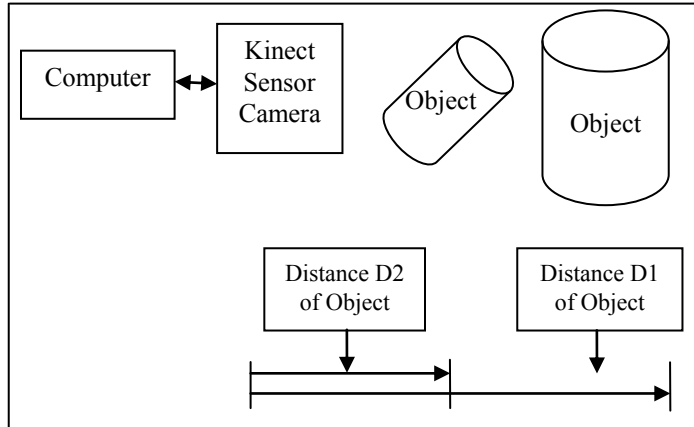 Computer
Kinect
Sensor
Camera
Object
Object
Distance D2
of Object
Distance D1
of Object